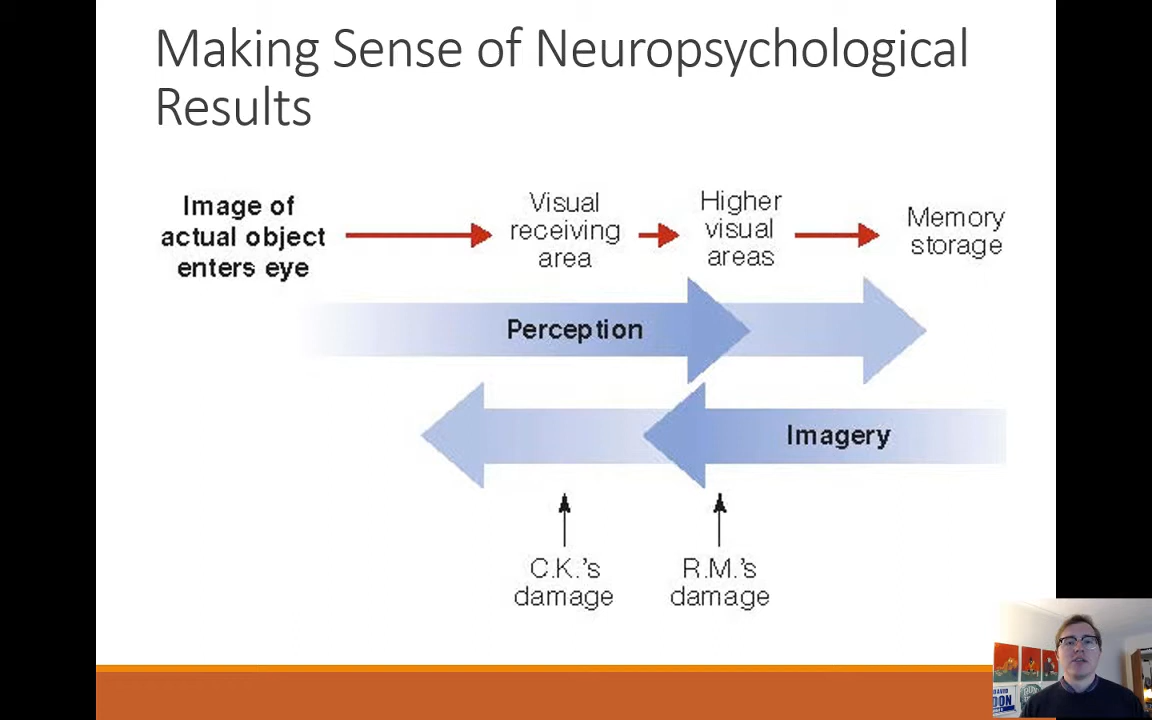 Making Sense of Neuropsychological
Results
Image of
actual object
enters eye
Visual
receiving
area
Higher
visual
areas
Memory
storage
Perception
Imagery
C.K.'s
damage
R.M.'s
damage